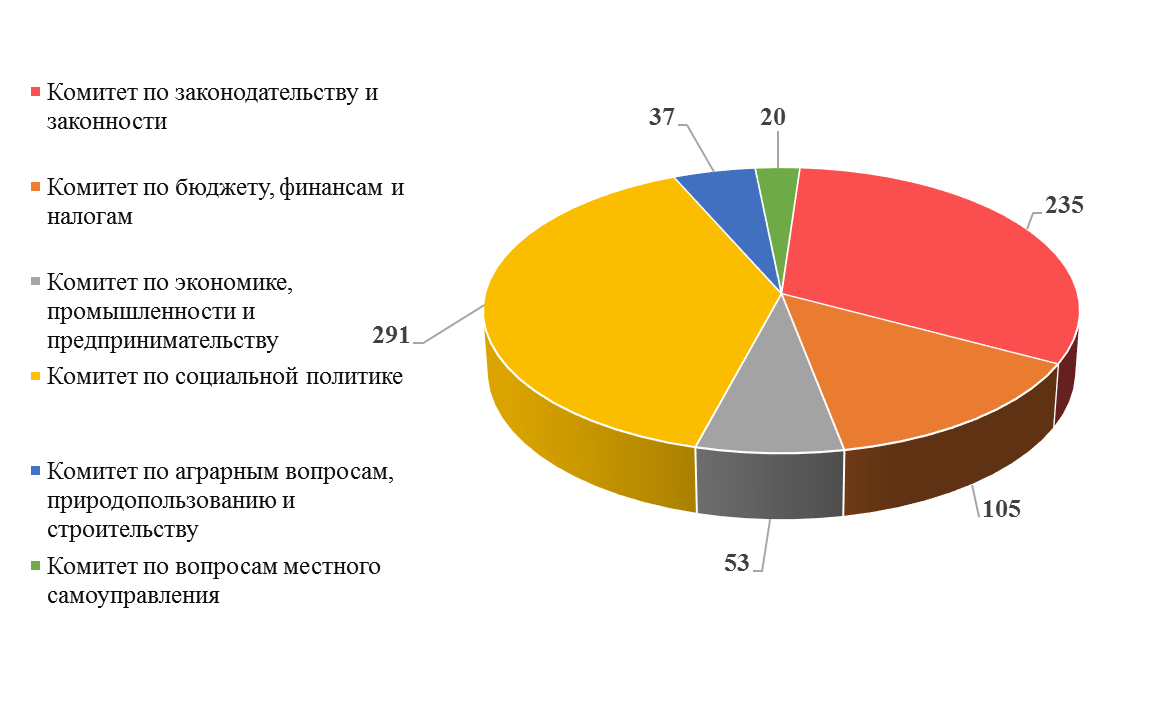 Комитет по законодательству и
законности
Комитет по бюджету, финансам и
налогам
Комитет по экономике,
промышленности и
предпринимательству
Комитет по социальной политике
Комитет по аграрным вопросам,
природопользованию и
строительству
Комитет по вопросам местного
самоуправления
37
20
235
291
105
53